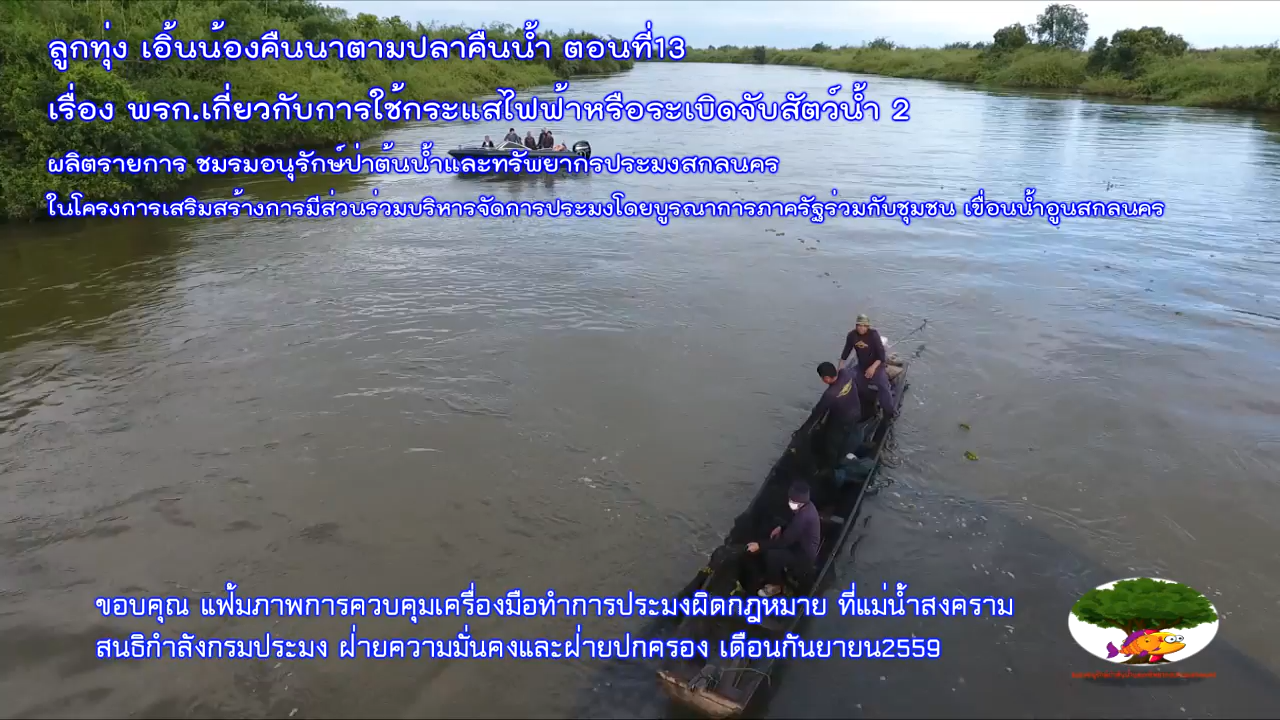 ลูกทุ่ง เอิ้นน้องคืนนาตามปลาคืนน้ำ ตอนที่13
เรื่อง พรก.เกี่ยวกับการใช้กระแสไฟฟ้าหรือระเบิดจับสัตว์น้ำ 2
ผลิตรายการ ชมรมอนุรักษ์ป่าต้นน้ำและทรัพยากรประมงสกลนคร
ในโครงการเสริมสร้างการมีส่วนร่วมบริหารจัดการประมงโดยบูรณาการภาครัฐร่วมกับชุมชน เขื่อนน้ำอูนสกลนคร
ขอบคุณ แฟ้มภาพการควบคุมเครื่องมือทำการประมงผิดกฎหมาย ที่แม่น้ำสงคราม
สนธิกำลังกรมประมง ฝ่ายความมั่นคงและฝ่ายปกครอง เดือนกันยายน2559